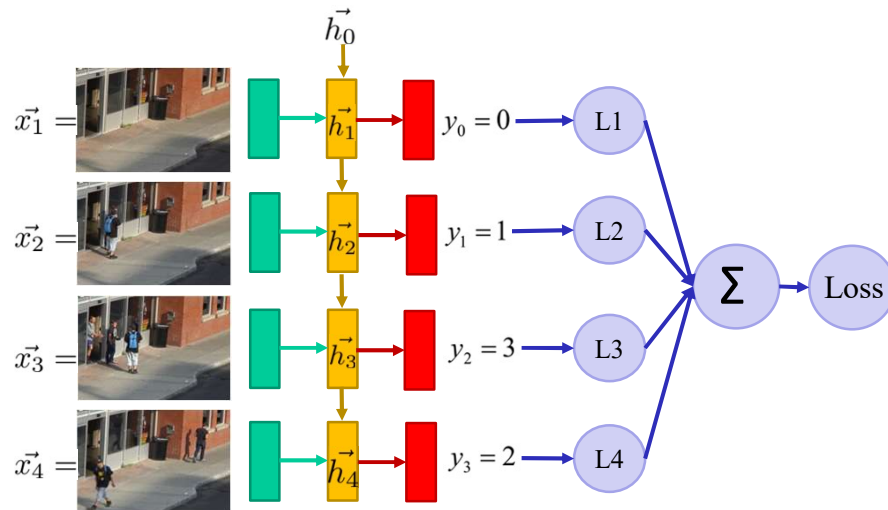 h⃗₀
x⃗₁ = h⃗₁ y₀ = 0 L1
x⃗₂ = h⃗₂ y₁ = 1 L2
Σ Loss
x⃗₃ = h⃗₃ y₂ = 3 L3
x⃗₄ = h⃗₄ y₃ = 2 L4